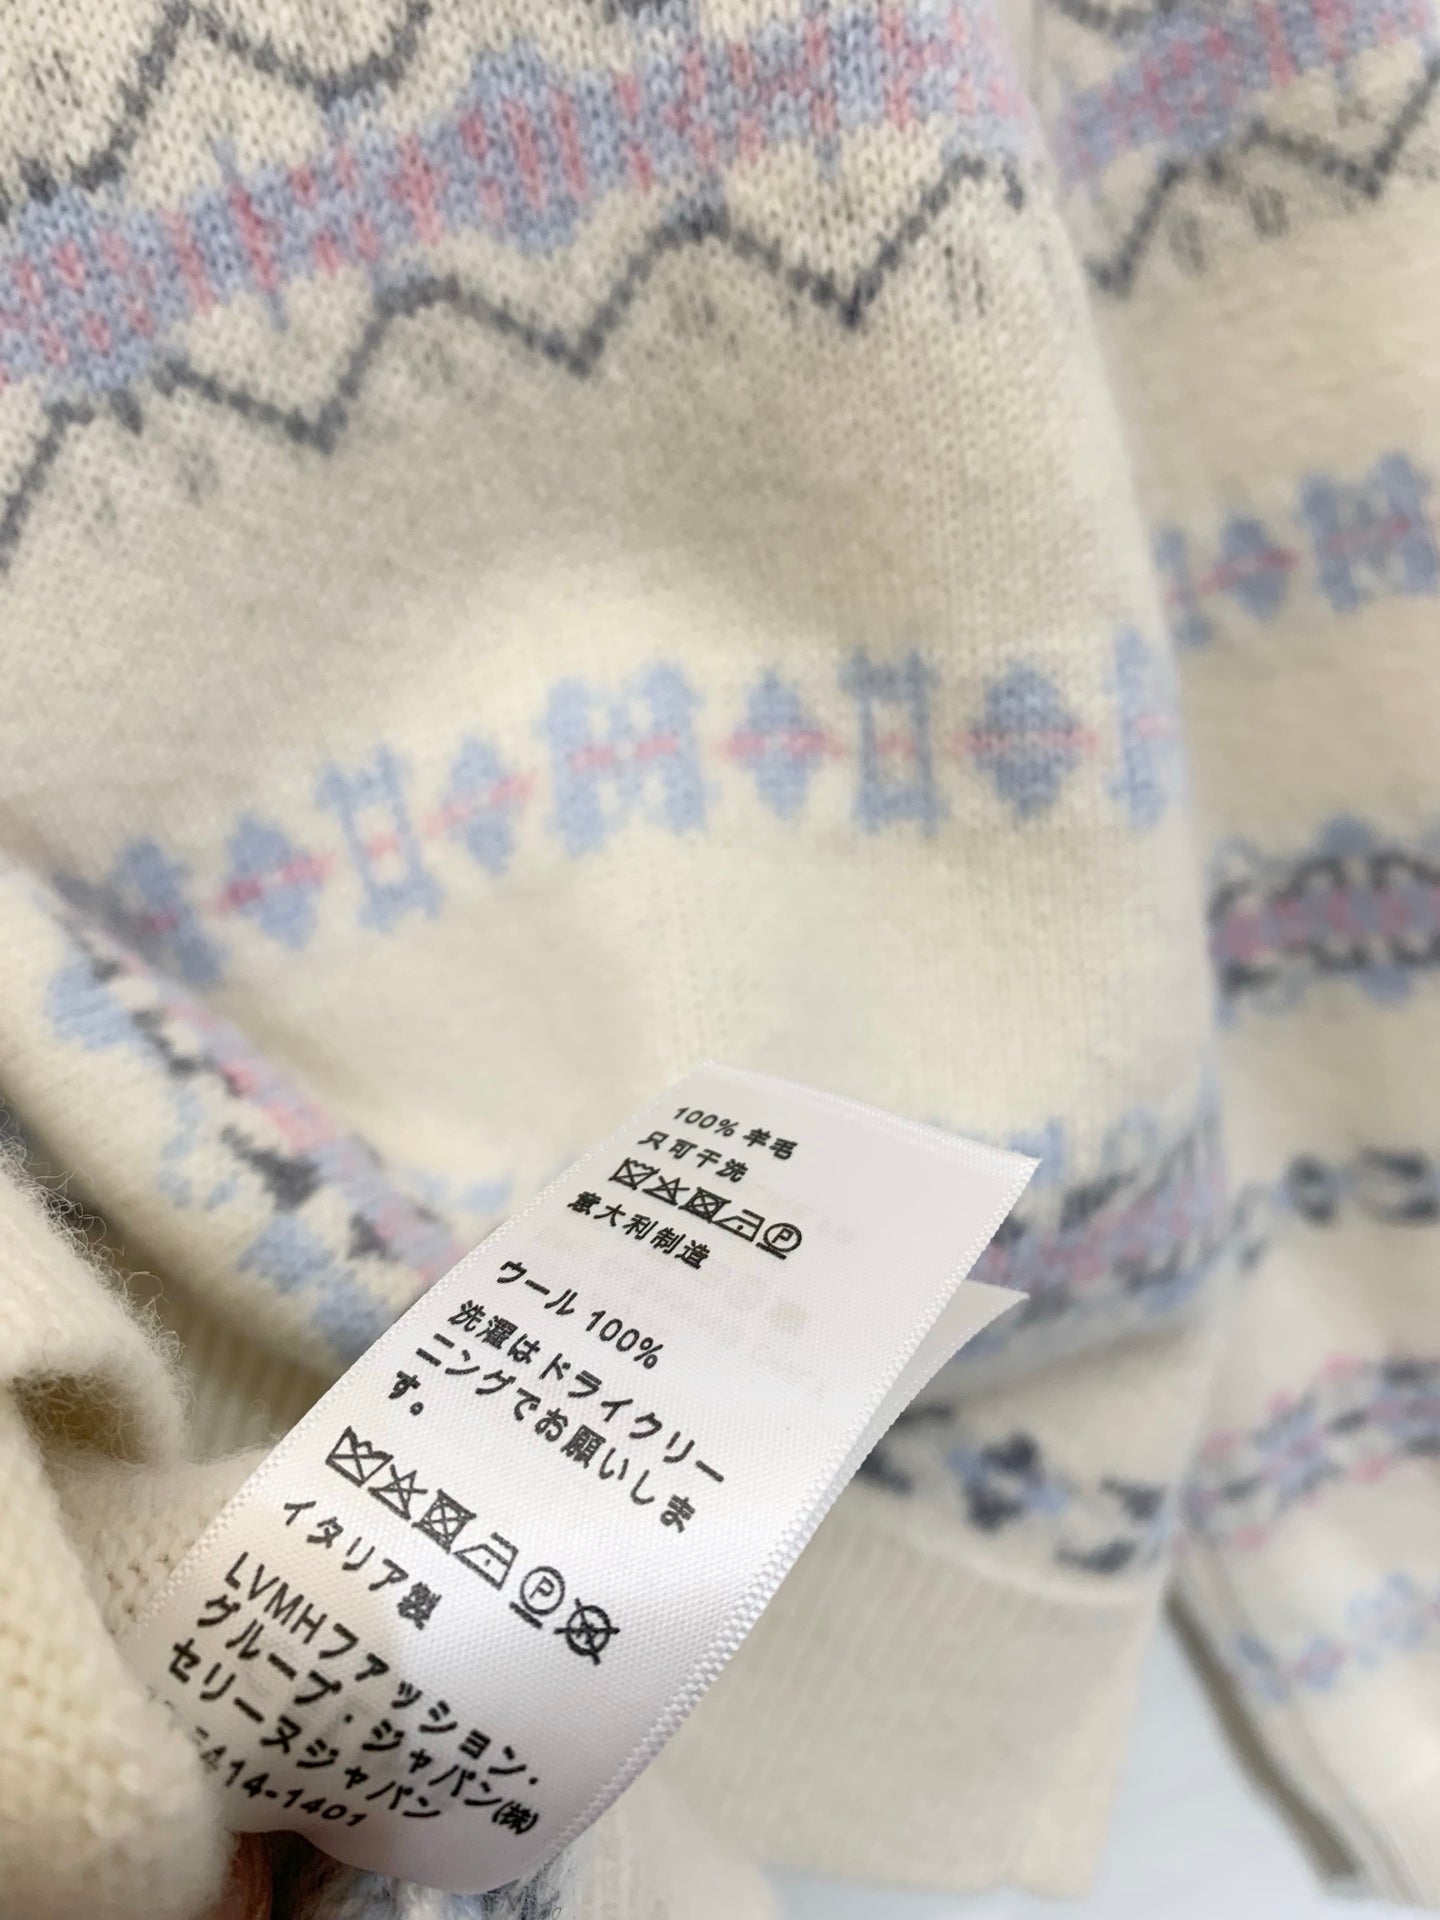 100% 羊毛
只可干洗
P
意大利制造
ウール 100%
洗濯はドライクリー
ニングでお願いしま
す。
P
イタリア製
LVMHファッション・
グループ・ジャパン(株)
セリーヌジャパン
5414-1401